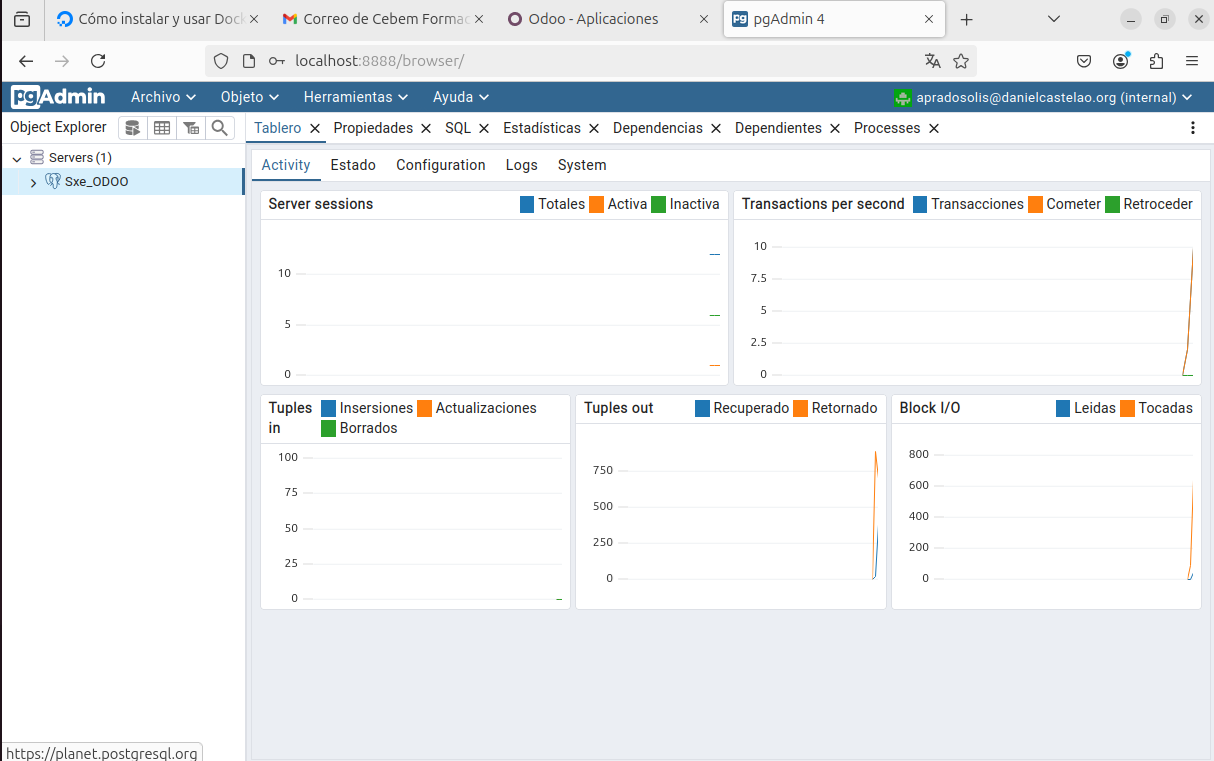 Cómo instalar y usar Dock
Correo de Cebem Formac
Odoo - Aplicaciones
pgAdmin 4
localhost:8888/browser/
pgAdmin
Archivo
Objeto
Herramientas
Ayuda
apradosolis@danielcastelao.org (internal)
Object Explorer
Tablero
Propiedades
SQL
Estadísticas
Dependencias
Dependientes
Processes
Servers (1)
Sxe_ODOO
Activity
Estado
Configuration
Logs
System
Server sessions
Totales
Activa
Inactiva
10
5
0
Transactions per second
Transacciones
Cometer
Retroceder
10
7.5
5
2.5
0
Tuples
in
Insersiones
Actualizaciones
Borrados
100
75
50
25
0
Tuples out
Recuperado
Retornado
750
500
250
0
Block I/O
Leidas
Tocadas
800
600
400
200
0
https://planet.postgresql.org